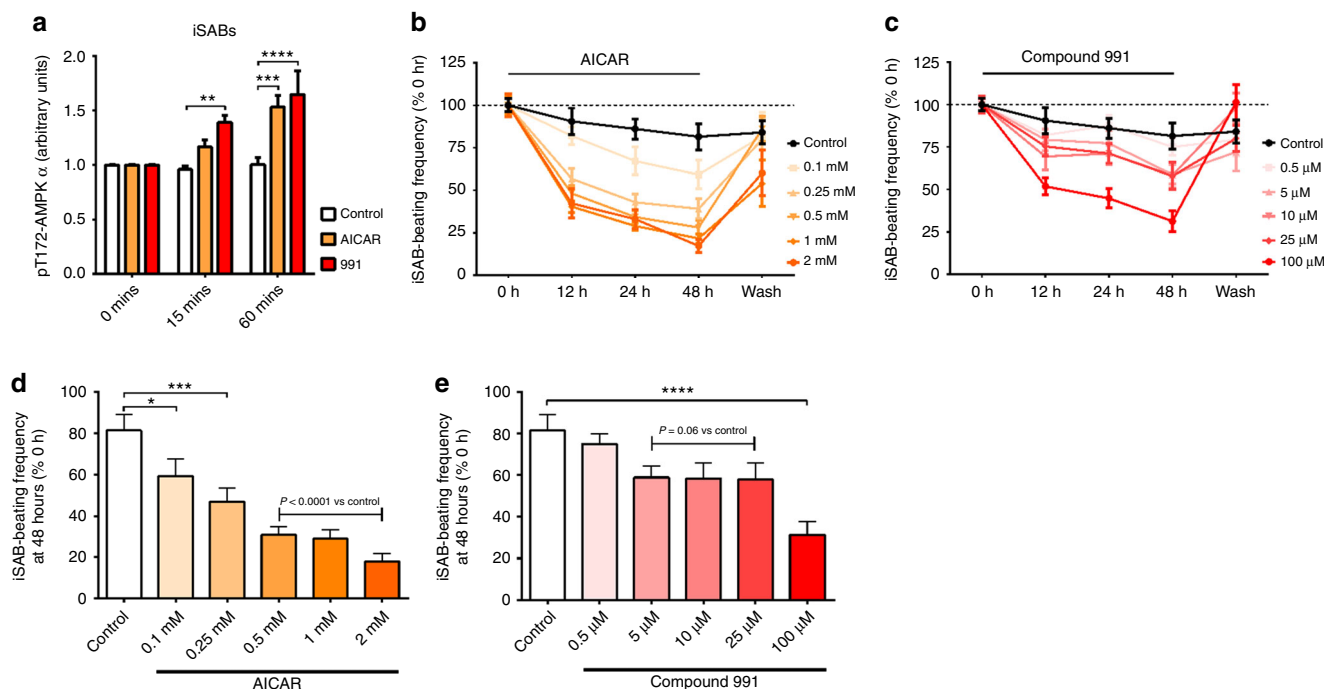 a
iSABs
pT172-AMPK α (arbitrary units)
2.0
1.5
1.0
0.5
0.0
**
***
****
0 mins
15 mins
60 mins
Control
AICAR
991
b
iSAB-beating frequency (% 0 hr)
AICAR
125
100
75
50
25
0
0 h
12 h
24 h
48 h
Wash
Control
0.1 mM
0.25 mM
0.5 mM
1 mM
2 mM
c
iSAB-beating frequency (% 0 h)
Compound 991
125
100
75
50
25
0
0 h
12 h
24 h
48 h
Wash
Control
0.5 μM
5 μM
10 μM
25 μM
100 μM
d
iSAB-beating frequency
at 48 hours (% 0 h)
100
80
60
40
20
0
***
*
P < 0.0001 vs control
Control
0.1 mM
0.25 mM
0.5 mM
1 mM
2 mM
AICAR
e
iSAB-beating frequency
at 48 hours (% 0 h)
100
80
60
40
20
0
****
P = 0.06 vs control
Control
0.5 μM
5 μM
10 μM
25 μM
100 μM
Compound 991